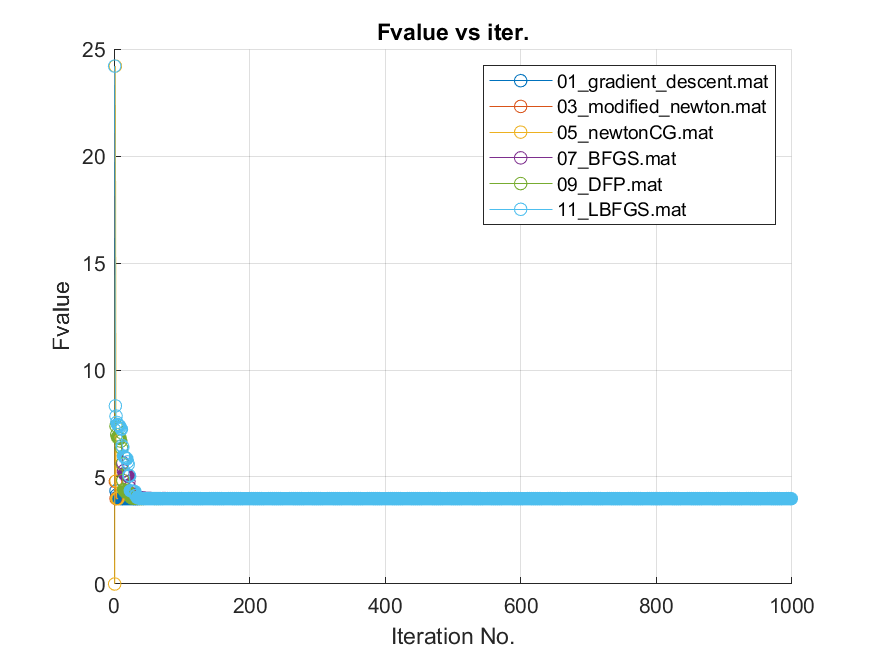 Fvalue vs iter.
25
20
15
10
5
0
Fvalue
01_gradient_descent.mat
03_modified_newton.mat
05_newtonCG.mat
07_BFGS.mat
09_DFP.mat
11_LBFGS.mat
0 200 400 600 800 1000
Iteration No.